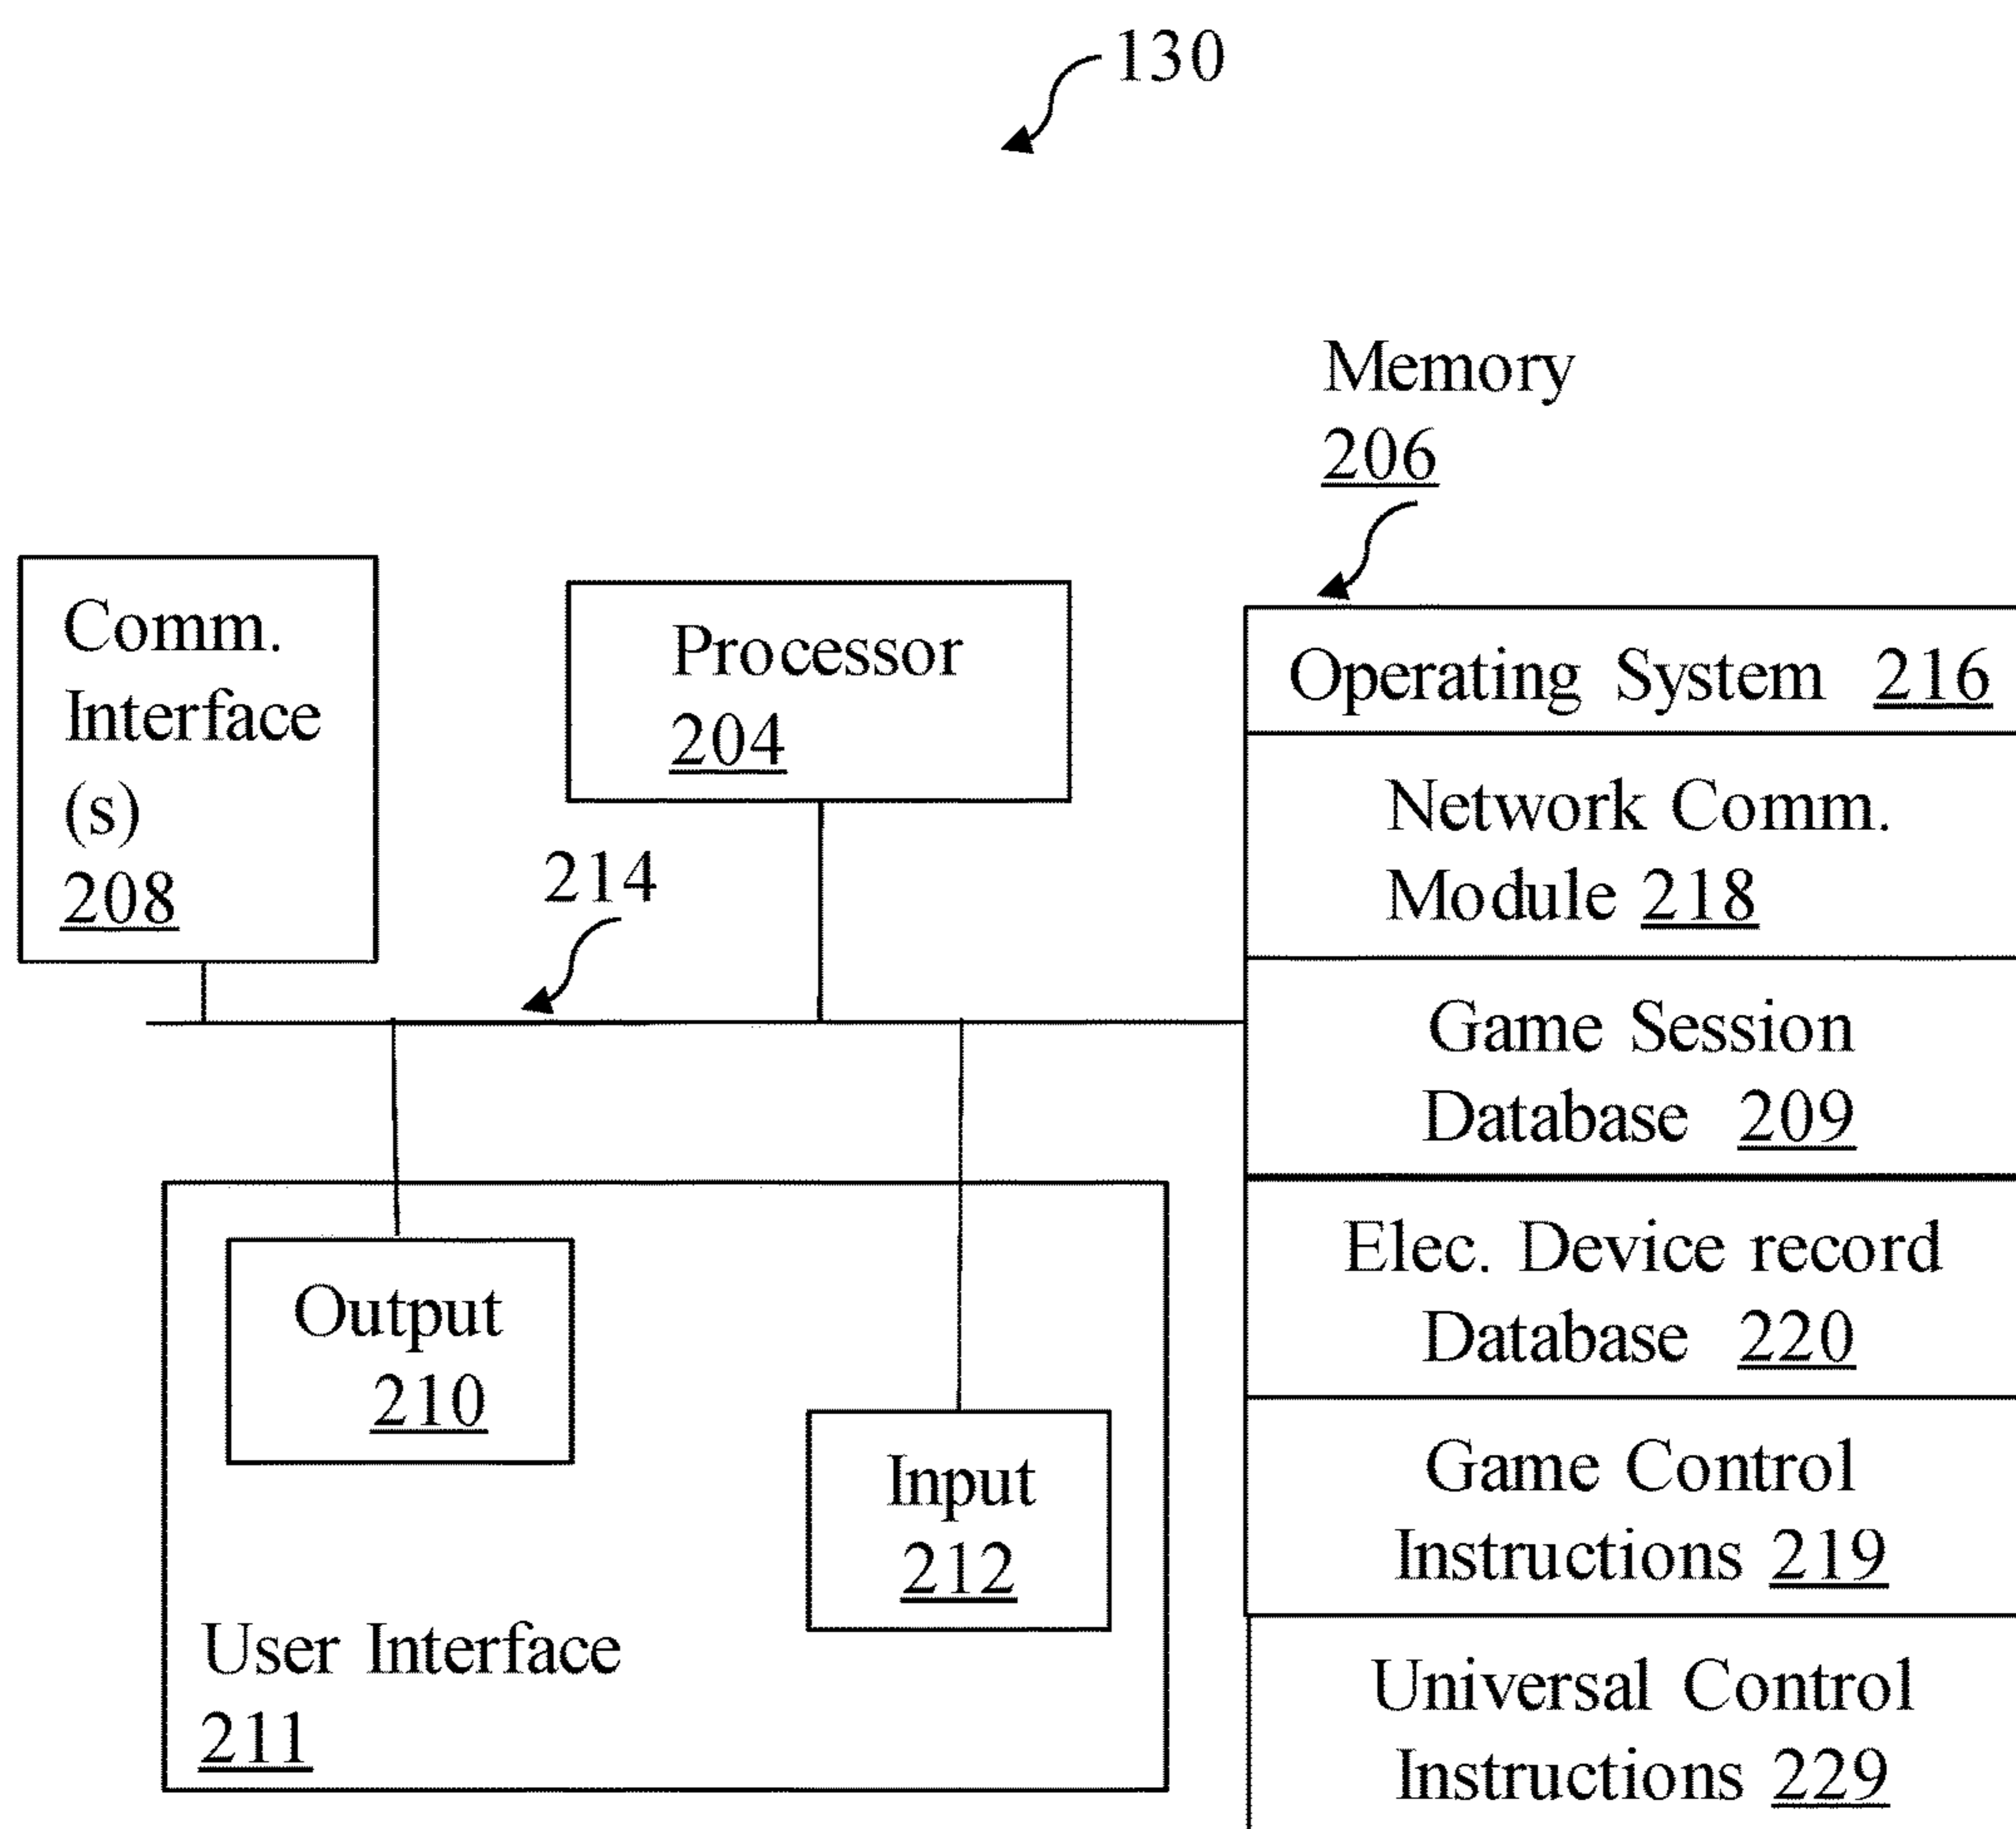 130
Memory
206
Comm.
Interface
(s)
208
Processor
204
214
Operating System 216
Network Comm.
Module 218
Game Session
Database 209
Elec. Device record
Database 220
Game Control
Instructions 219
Universal Control
Instructions 229
Output
210
Input
212
User Interface
211